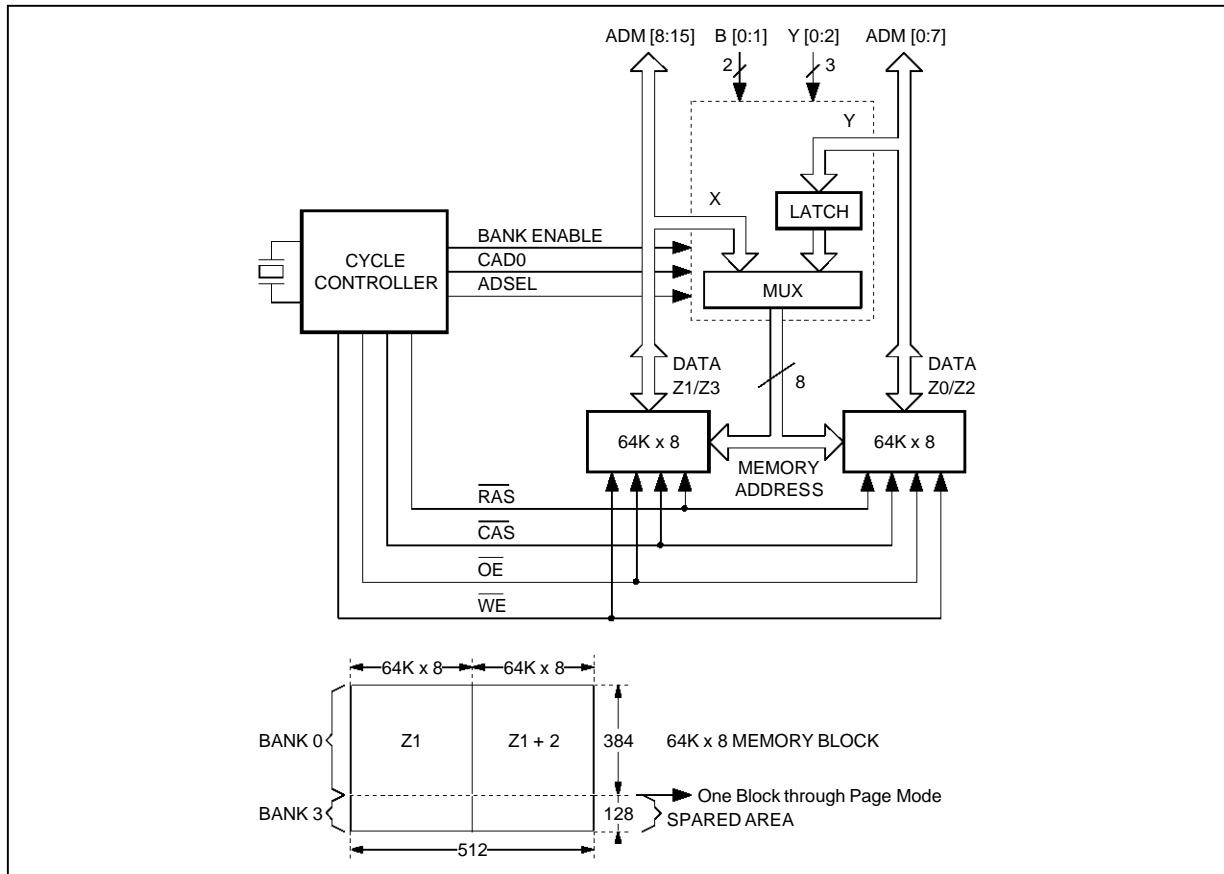 ADM [8:15] B [0:1] Y [0:2] ADM [0:7]
2 3
Y
X
LATCH
BANK ENABLE
CYCLE CONTROLLER
CAD0
ADSEL
MUX
DATA
Z1/Z3
8
DATA
Z0/Z2
64K x 8
64K x 8
MEMORY
ADDRESS
RAS
CAS
OE
WE
64K x 8 64K x 8
BANK 0 Z1 Z1 + 2 384 64K x 8 MEMORY BLOCK
One Block through Page Mode
BANK 3 128 SPARED AREA
512